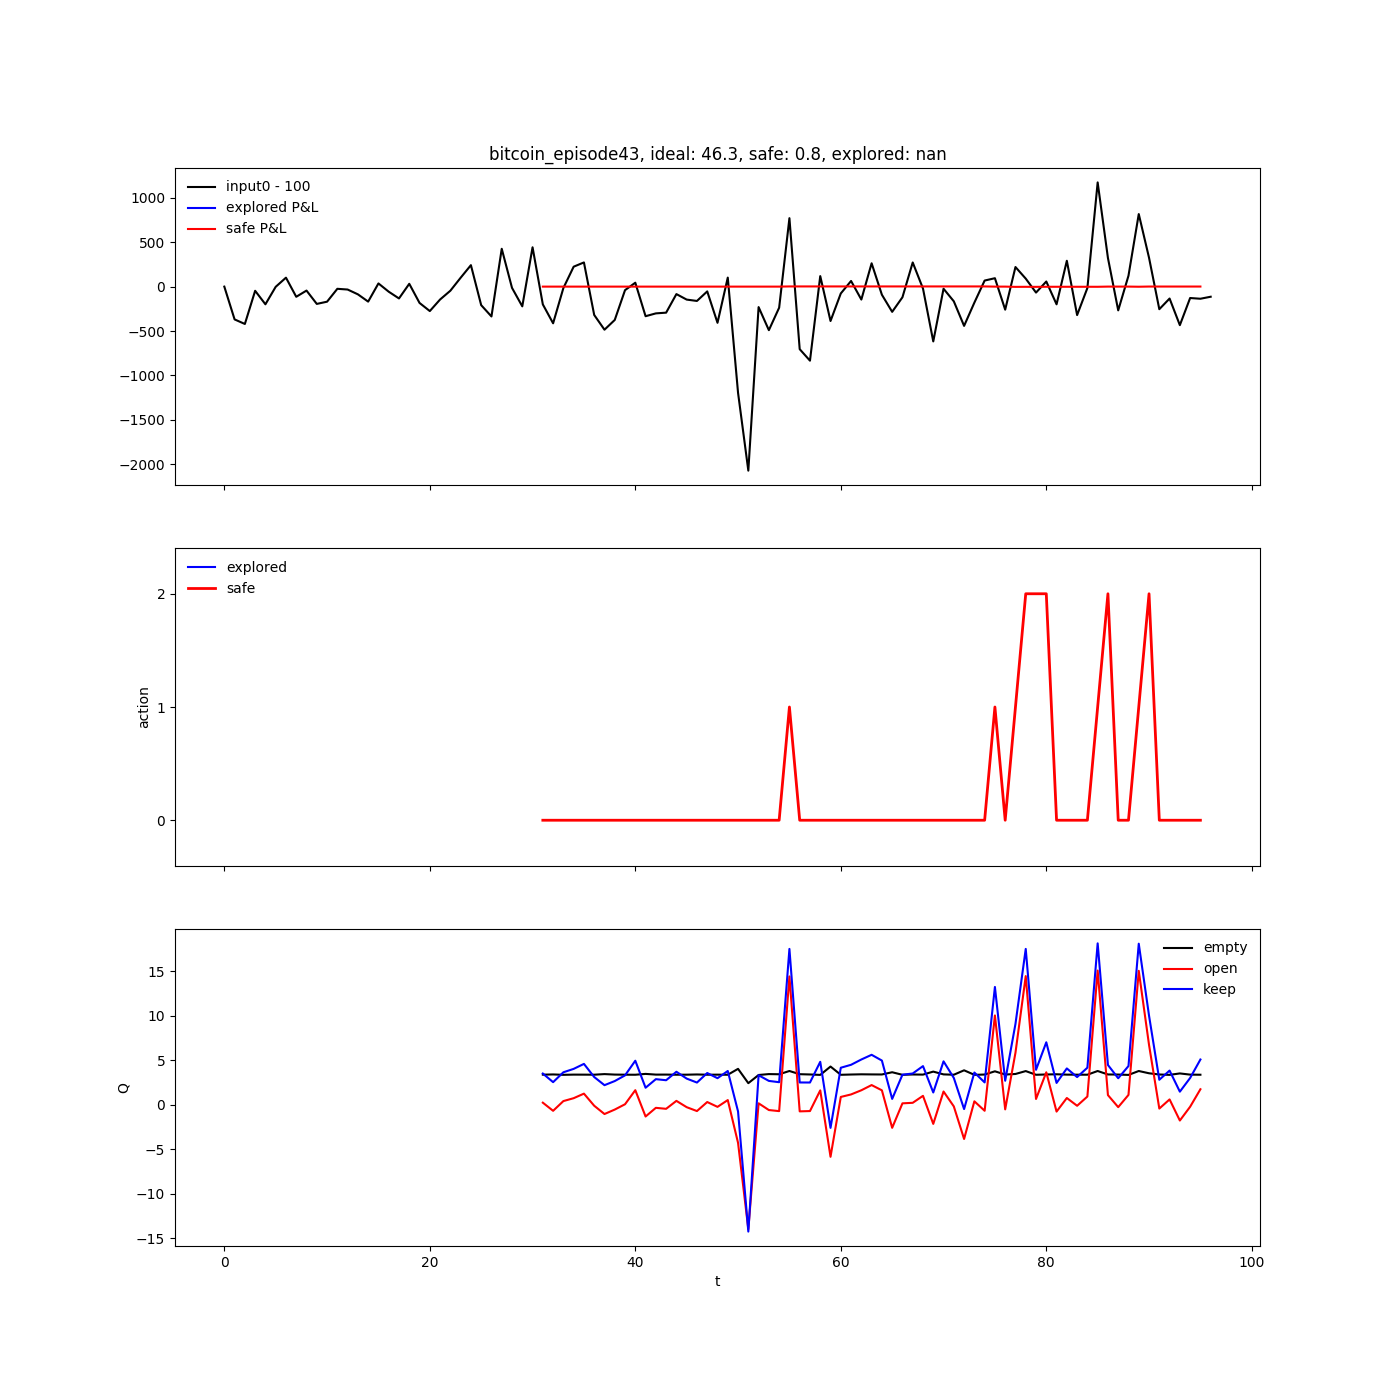 bitcoin_episode43, ideal: 46.3, safe: 0.8, explored: nan
input0 - 100
explored P&L
safe P&L
1000
500
0
−500
−1000
−1500
−2000
explored
safe
2
1
0
action
empty
open
keep
15
10
5
0
−5
−10
−15
Q
0 20 40 60 80 100
t